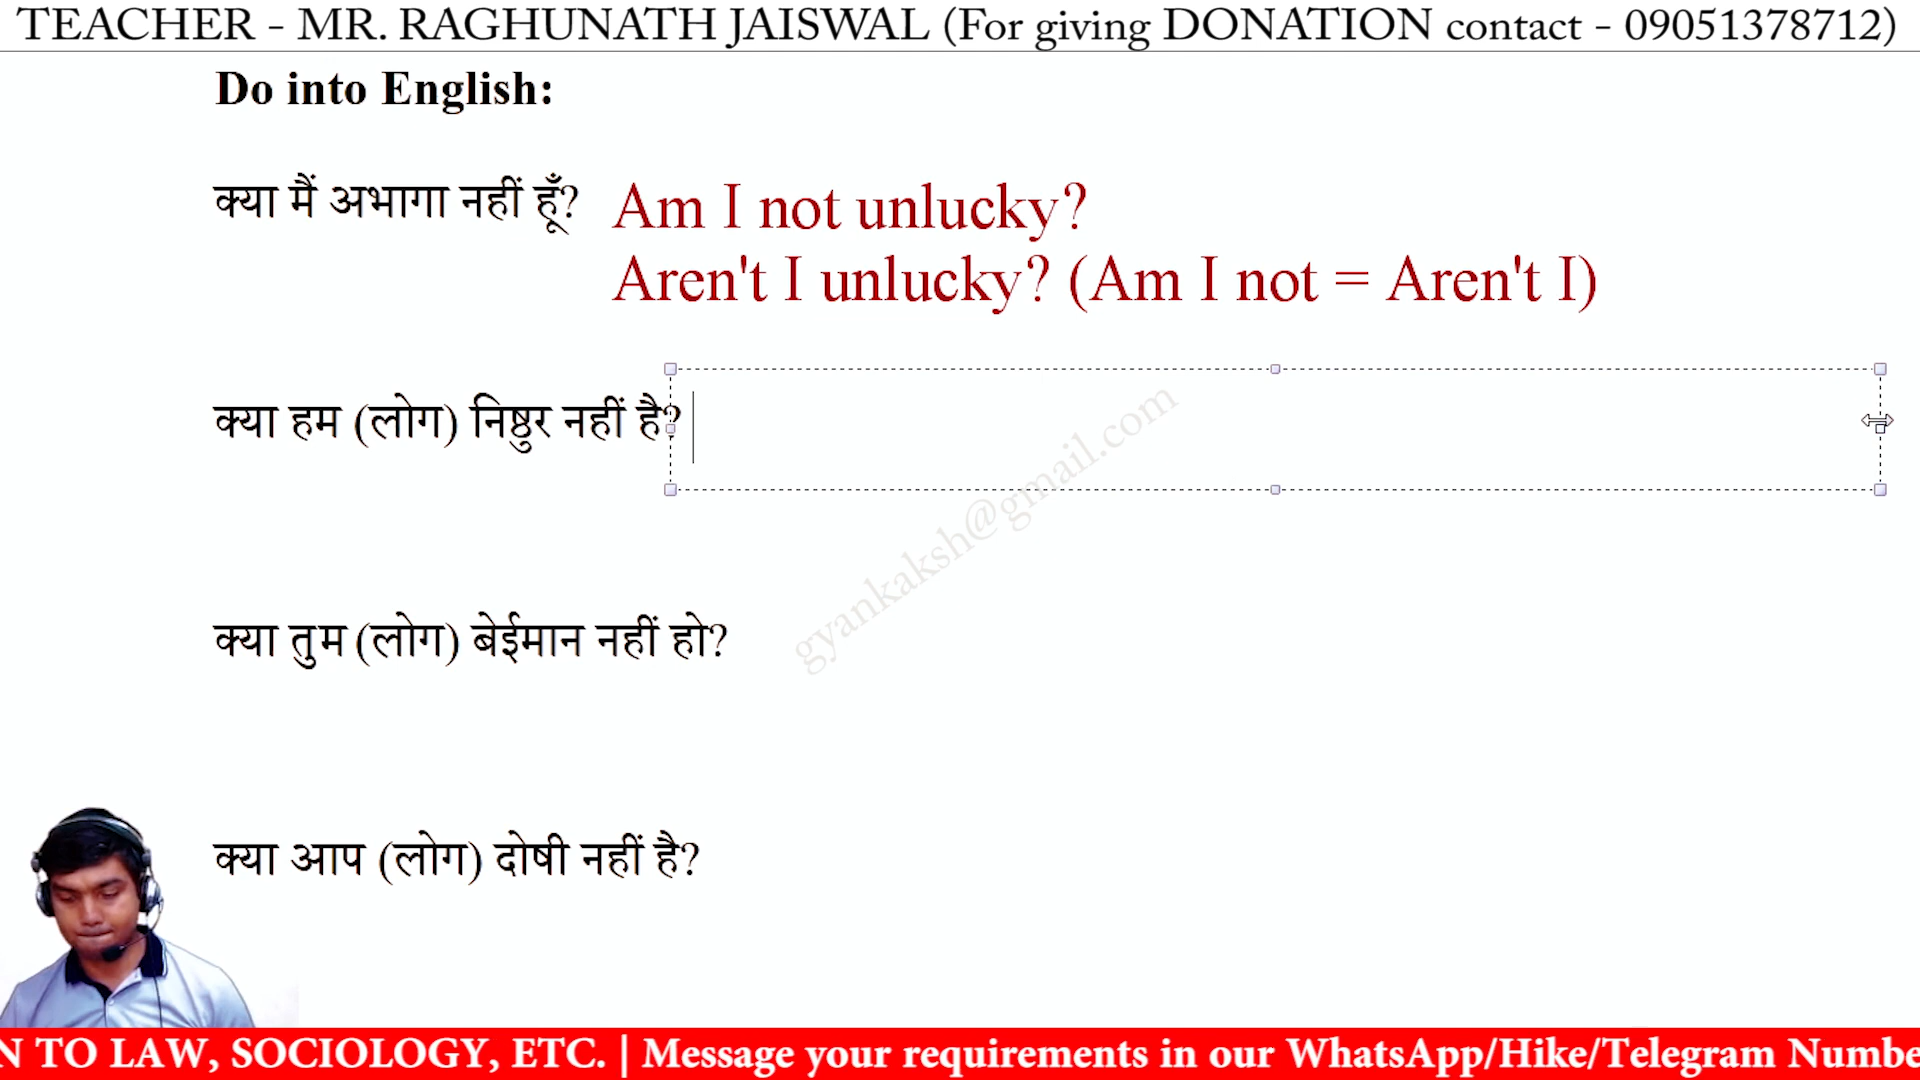 TEACHER - MR. RAGHUNATH JAISWAL (For giving DONATION contact - 09051378712)
Do into English:
क्या मैं अभागा नहीं हूँ? Am I not unlucky?
Aren't I unlucky? (Am I not = Aren't I)
क्या हम (लोग) निष्ठुर नहीं है?
gyankaksh@gmail.com
क्या तुम (लोग) बेईमान नहीं हो?
क्या आप (लोग) दोषी नहीं है?
N TO LAW, SOCIOLOGY, ETC. | Message your requirements in our WhatsApp/Hike/Telegram Numbe